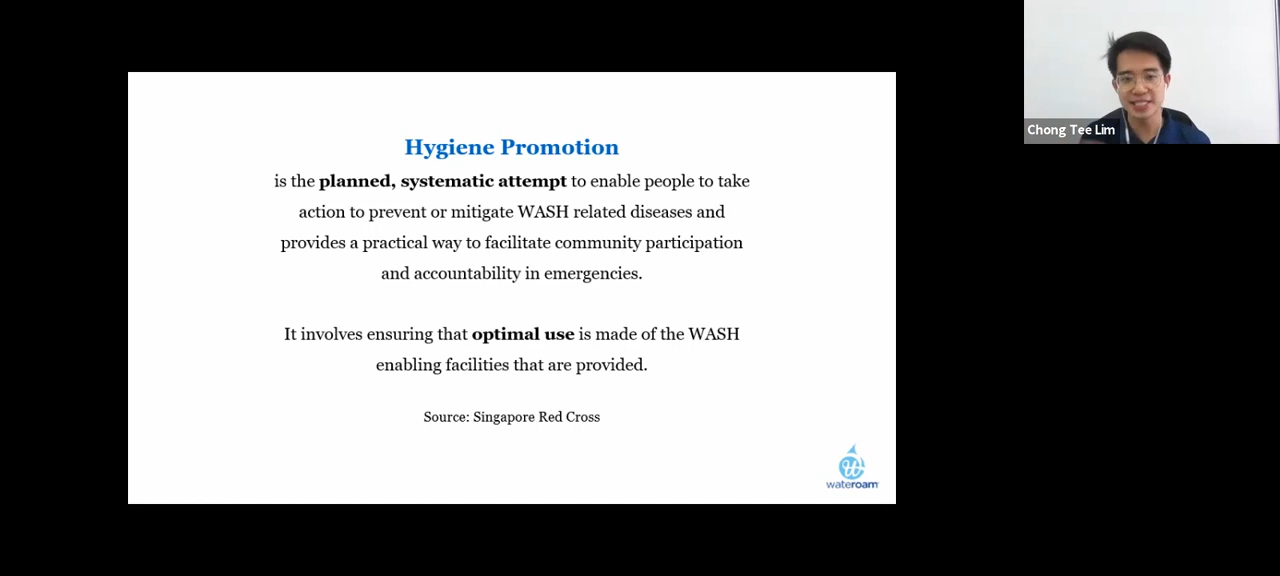 Hygiene Promotion
is the planned, systematic attempt to enable people to take
action to prevent or mitigate WASH related diseases and
provides a practical way to facilitate community participation
and accountability in emergencies.
It involves ensuring that optimal use is made of the WASH
enabling facilities that are provided.
Source: Singapore Red Cross
wateroam
Chong Tee Lim